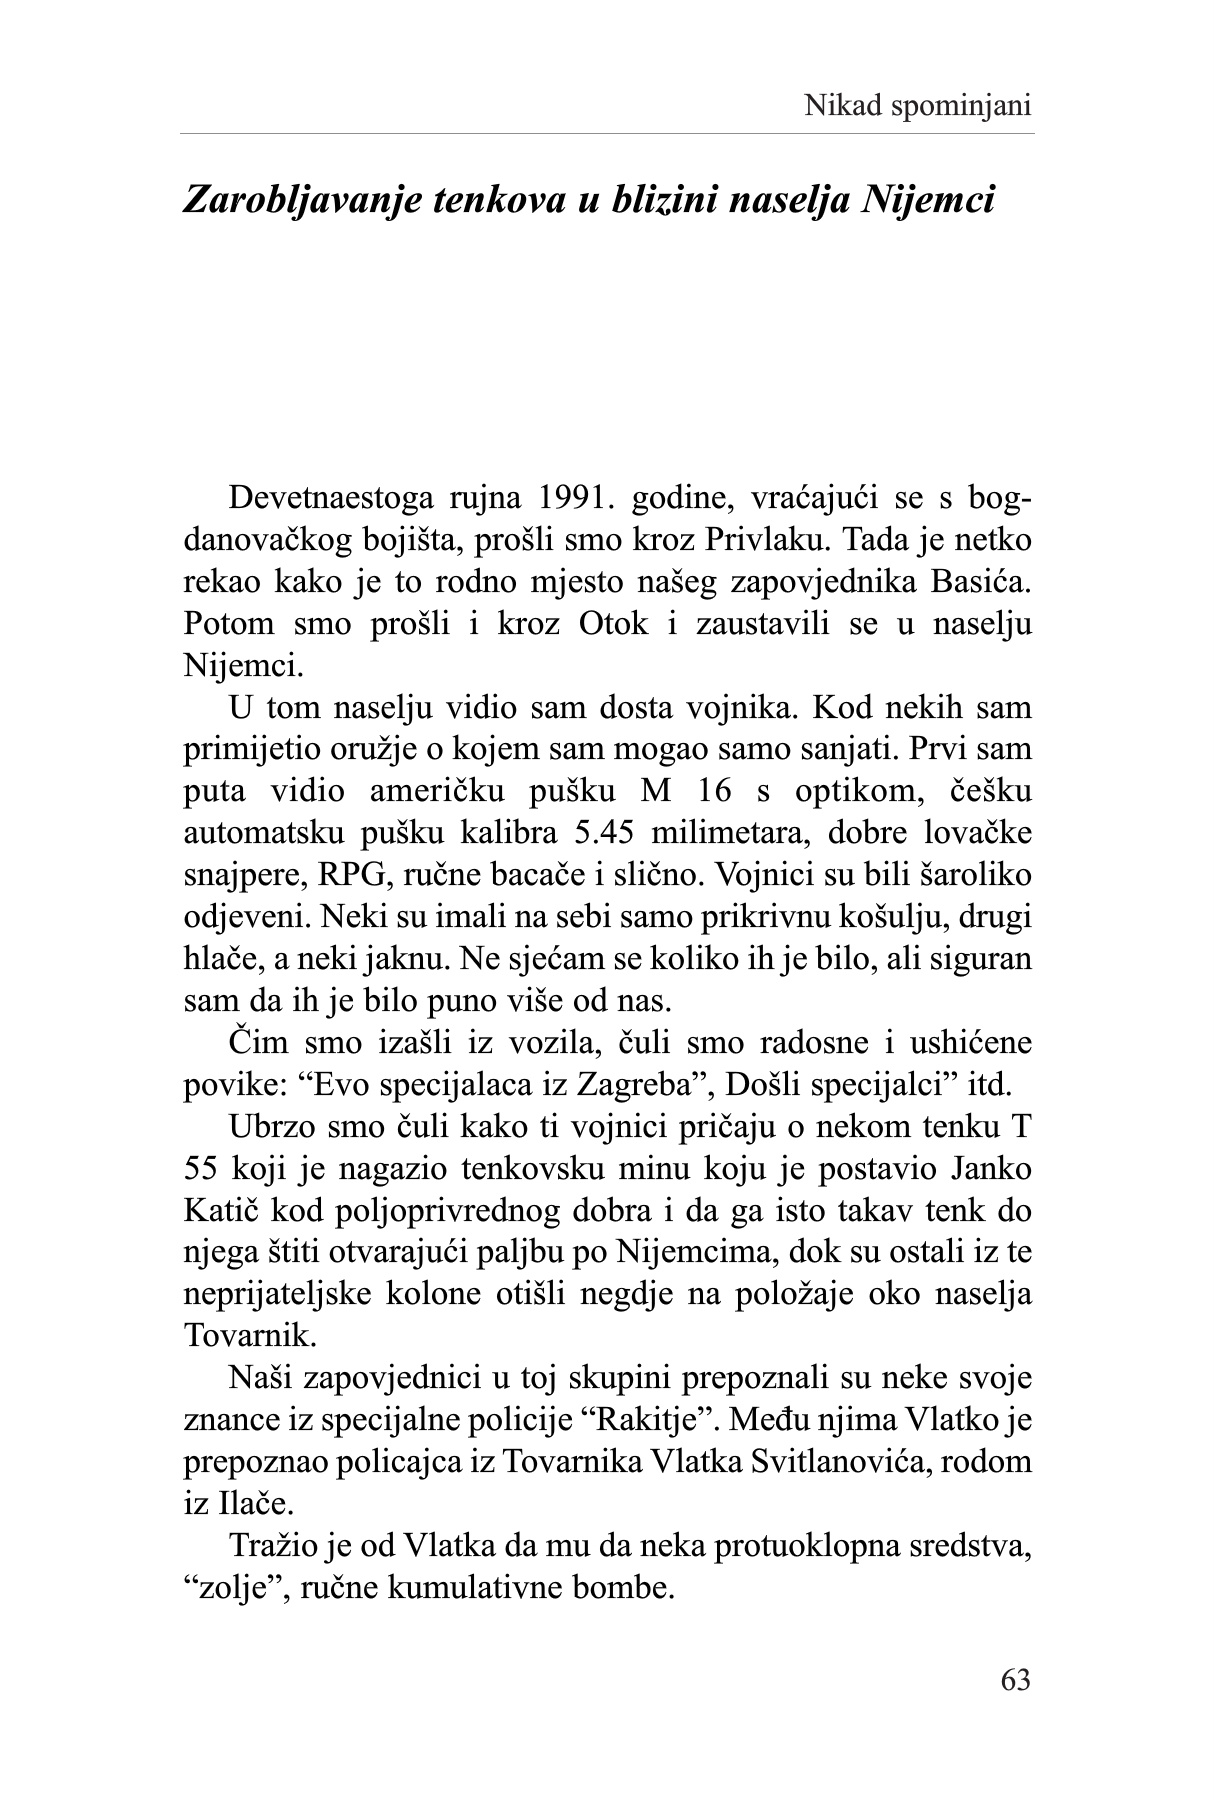 Nikad spominjani
Zarobljavanje tenkova u blizini naselja Nijemci
Devetnaestoga rujna 1991. godine, vraćajući se s bog-
danovačkog bojišta, prošli smo kroz Privlaku. Tada je netko
rekao kako je to rodno mjesto našeg zapovjednika Basića.
Potom smo prošli i kroz Otok i zaustavili se u naselju
Nijemci.
U tom naselju vidio sam dosta vojnika. Kod nekih sam
primijetio oružje o kojem sam mogao samo sanjati. Prvi sam
puta vidio američku pušku M 16 s optikom, češku
automatsku pušku kalibra 5.45 milimetara, dobre lovačke
snajpere, RPG, ručne bacače i slično. Vojnici su bili šaroliko
odjeveni. Neki su imali na sebi samo prikrivnu košulju, drugi
hlače, a neki jaknu. Ne sjećam se koliko ih je bilo, ali siguran
sam da ih je bilo puno više od nas.
Čim smo izašli iz vozila, čuli smo radosne i ushićene
povike: “Evo specijalaca iz Zagreba”, Došli specijalci” itd.
Ubrzo smo čuli kako ti vojnici pričaju o nekom tenku T
55 koji je nagazio tenkovsku minu koju je postavio Janko
Katič kod poljoprivrednog dobra i da ga isto takav tenk do
njega štiti otvarajući paljbu po Nijemcima, dok su ostali iz te
neprijateljske kolone otišli negdje na položaje oko naselja
Tovarnik.
Naši zapovjednici u toj skupini prepoznali su neke svoje
znance iz specijalne policije “Rakitje”. Među njima Vlatko je
prepoznao policajca iz Tovarnika Vlatka Svitlanovića, rodom
iz Ilače.
Tražio je od Vlatka da mu da neka protuoklopna sredstva,
“zolje”, ručne kumulativne bombe.
63